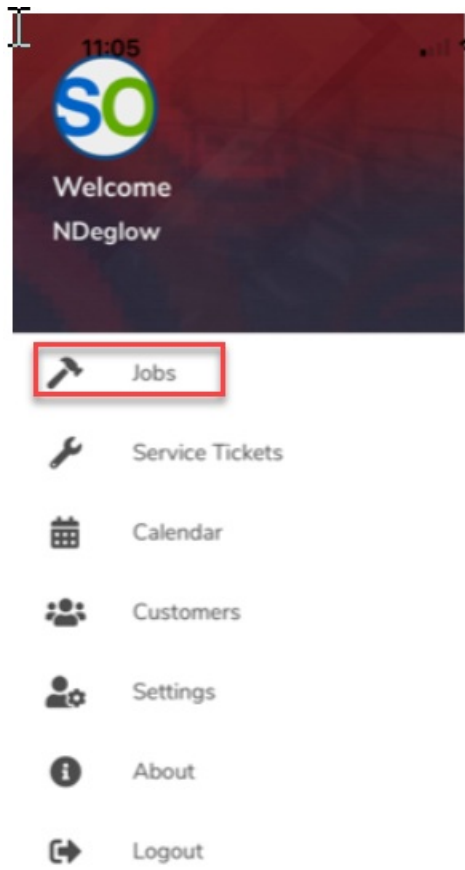 11:05
SO
Welcome
NDeglow
Jobs
Service Tickets
Calendar
Customers
Settings
About
Logout